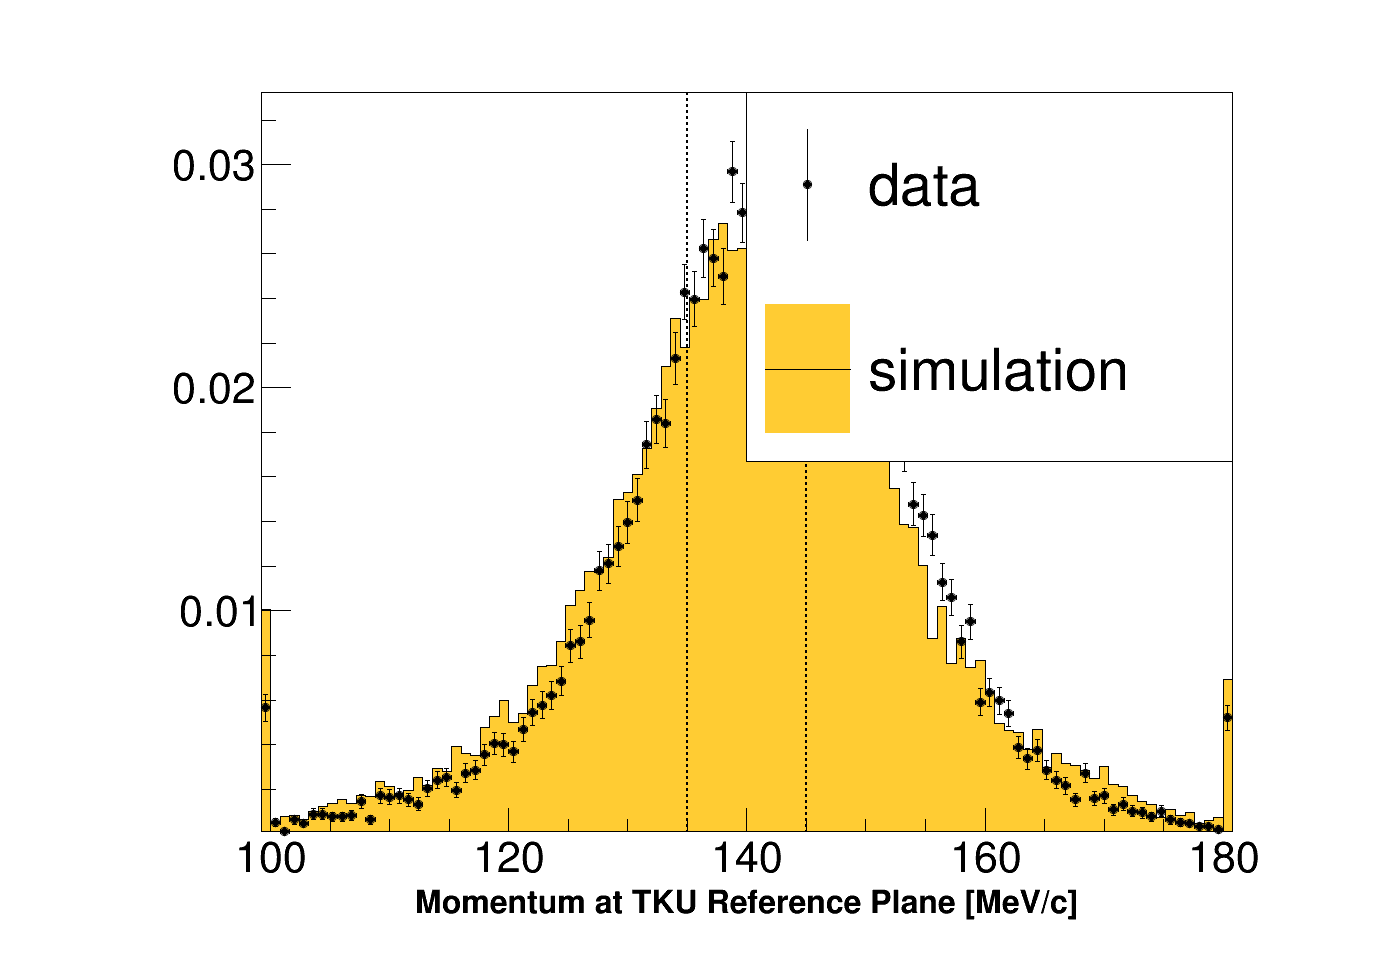 0.03
0.02
0.01
data
simulation
100 120 140 160 180
Momentum at TKU Reference Plane [MeV/c]